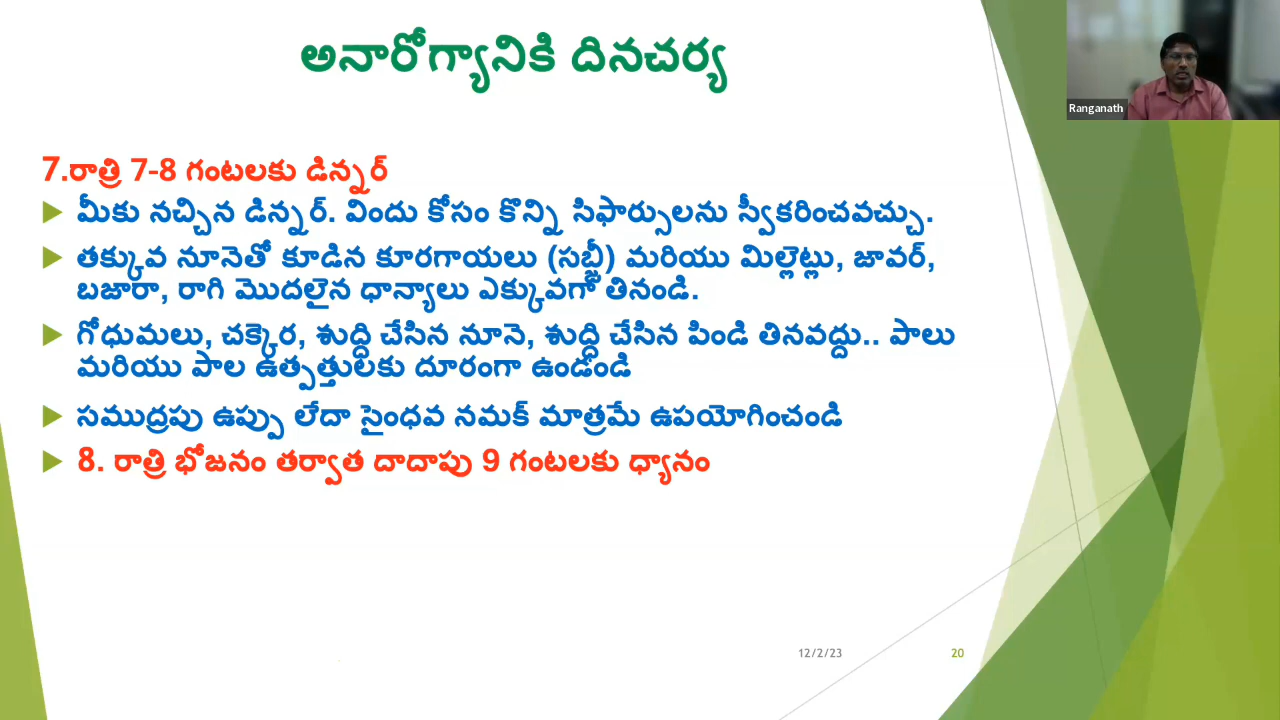 అనారోగ్యానికి దినచర్య
Ranganath
7.రాత్రి 7-8 గంటలకు డిన్నర్
మీకు నచ్చిన డిన్నర్. విందు కోసం కొన్ని సిఫార్సులను స్వీకరించవచ్చు.
తక్కువ నూనెతో కూడిన కూరగాయలు (సబ్జీ) మరియు మిల్లెట్లు, జావర్,
బజారా, రాగి మొదలైన ధాన్యాలు ఎక్కువగా తినండి.
గోధుమలు, చక్కెర, శుద్ధి చేసిన నూనె, శుద్ధి చేసిన పిండి తినవద్దు.. పాలు
మరియు పాల ఉత్పత్తులకు దూరంగా ఉండండి
సముద్రపు ఉప్పు లేదా సైంధవ నమక్ మాత్రమే ఉపయోగించండి
8. రాత్రి భోజనం తర్వాత దాదాపు 9 గంటలకు ధ్యానం
12/2/23
20